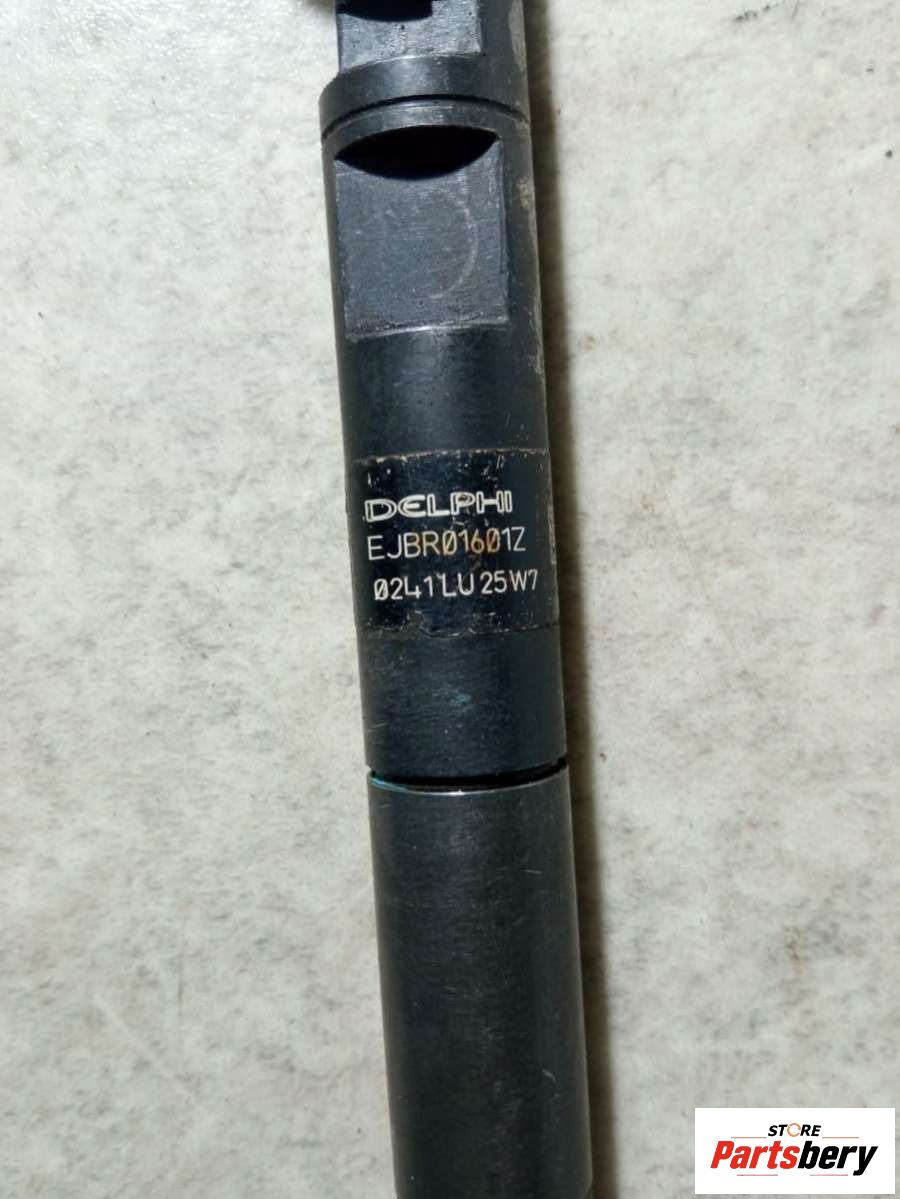 DELPHI
EJBR01601Z
0241LU25W7
STORE
Partsbery